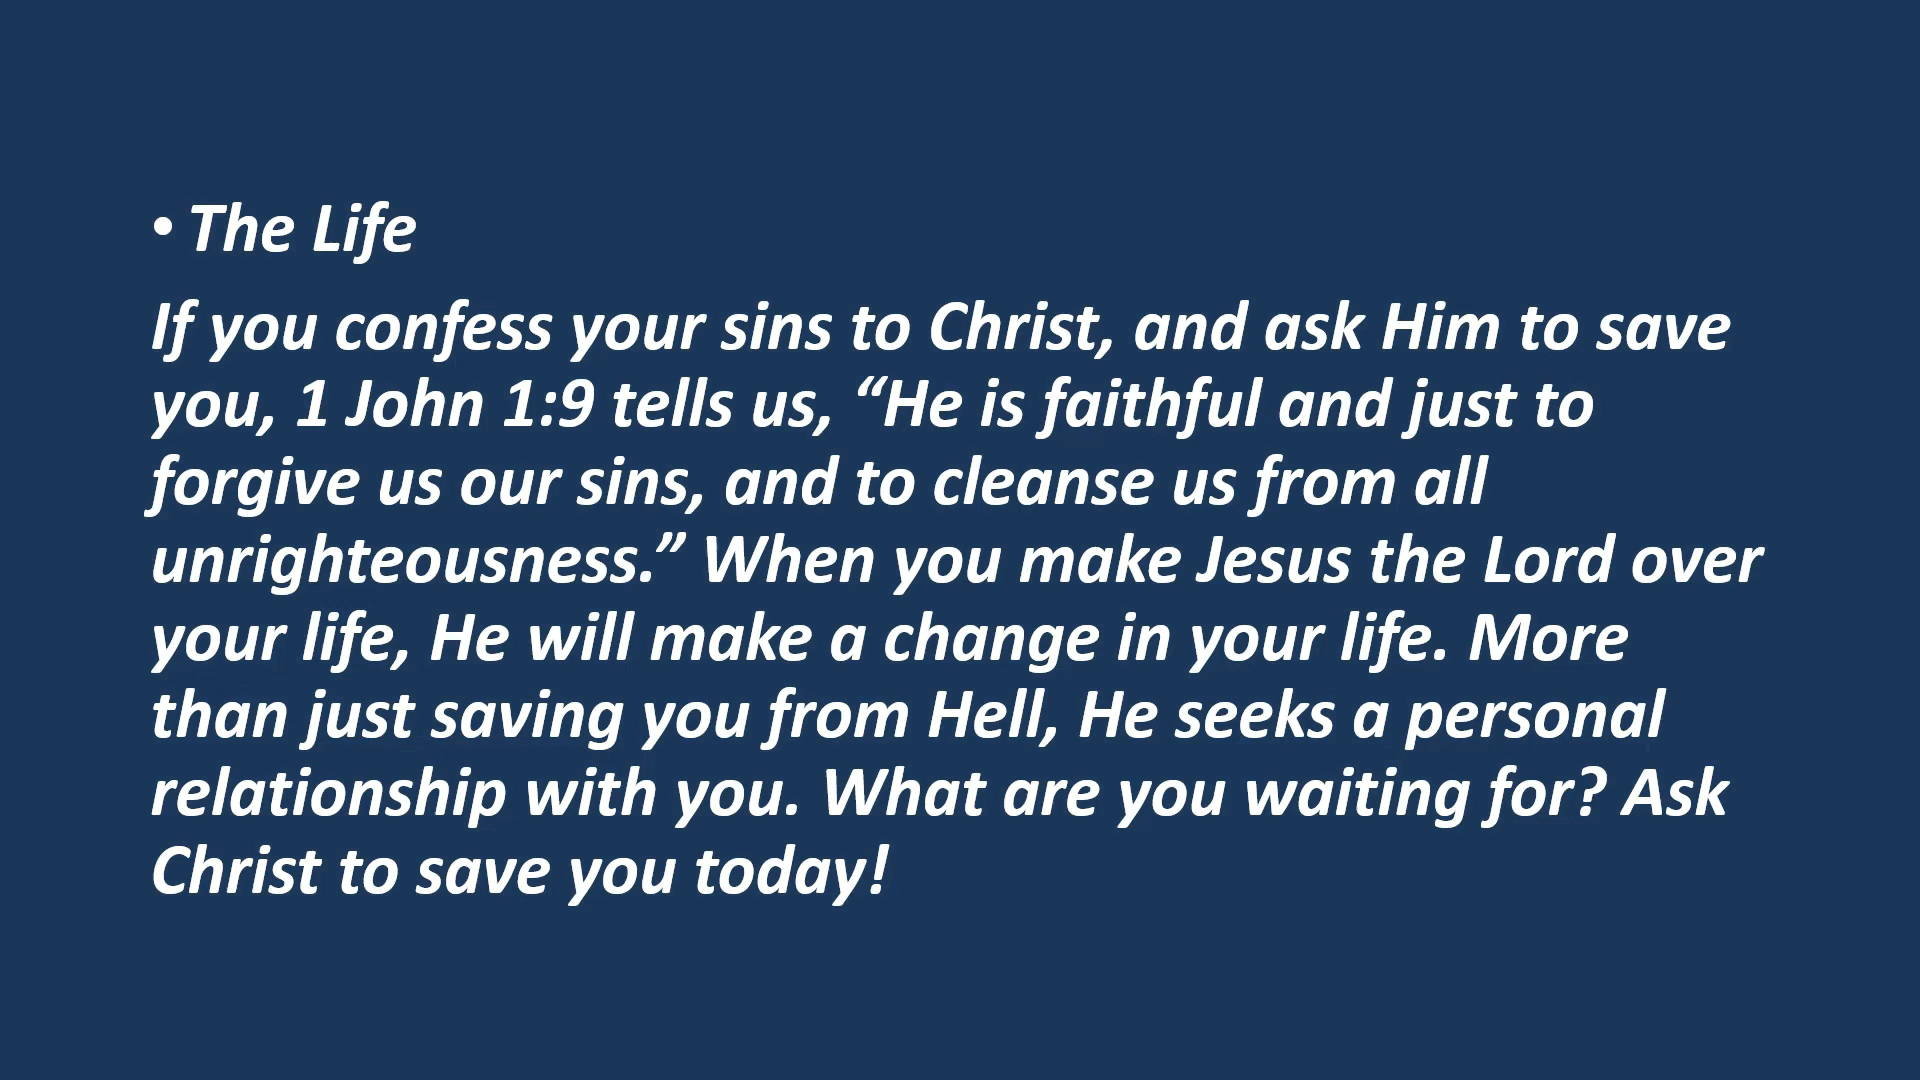 • The Life
If you confess your sins to Christ, and ask Him to save
you, 1 John 1:9 tells us, “He is faithful and just to
forgive us our sins, and to cleanse us from all
unrighteousness.” When you make Jesus the Lord over
your life, He will make a change in your life. More
than just saving you from Hell, He seeks a personal
relationship with you. What are you waiting for? Ask
Christ to save you today!